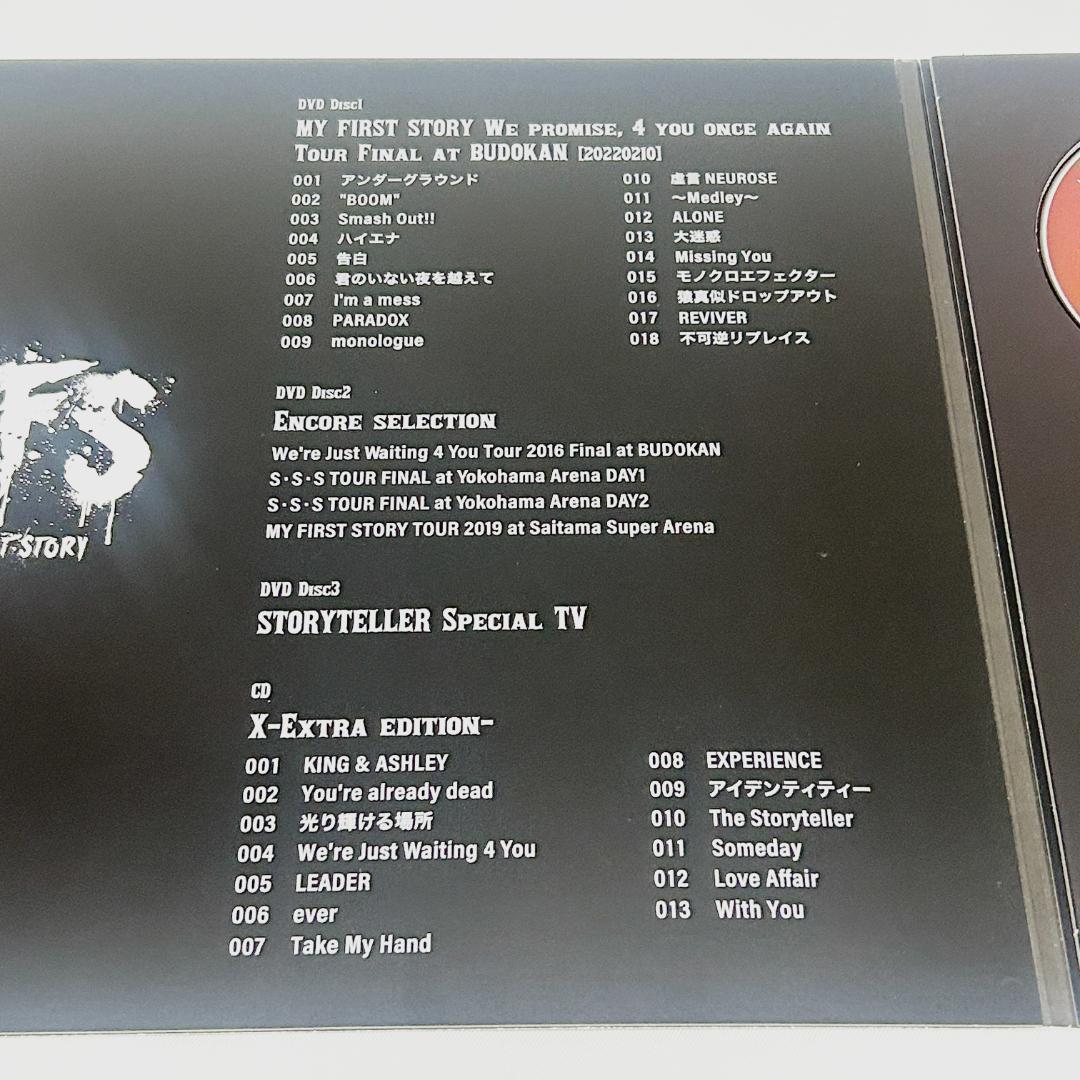 TS
T STORY
DVD Disc1
MY FIRST STORY We promise, 4 you once again
Tour Final at BUDOKAN [20220210]
001 アンダーグラウンド
002 "BOOM"
003 Smash Out!!
004 ハイエナ
005 告白
006 君のいない夜を越えて
007 I'm a mess
008 PARADOX
009 monologue
010 虚言 NEUROSE
011 〜Medley〜
012 ALONE
013 大迷惑
014 Missing You
015 モノクロエフェクター
016 猿真似ドロップアウト
017 REVIVER
018 不可逆リプレイス
DVD Disc2
Encore selection
We're Just Waiting 4 You Tour 2016 Final at BUDOKAN
S・S・S TOUR FINAL at Yokohama Arena DAY1
S・S・S TOUR FINAL at Yokohama Arena DAY2
MY FIRST STORY TOUR 2019 at Saitama Super Arena
DVD Disc3
STORYTELLER Special TV
CD
X-Extra edition-
001 KING & ASHLEY
002 You're already dead
003 光り輝ける場所
004 We're Just Waiting 4 You
005 LEADER
006 ever
007 Take My Hand
008 EXPERIENCE
009 アイデンティティー
010 The Storyteller
011 Someday
012 Love Affair
013 With You